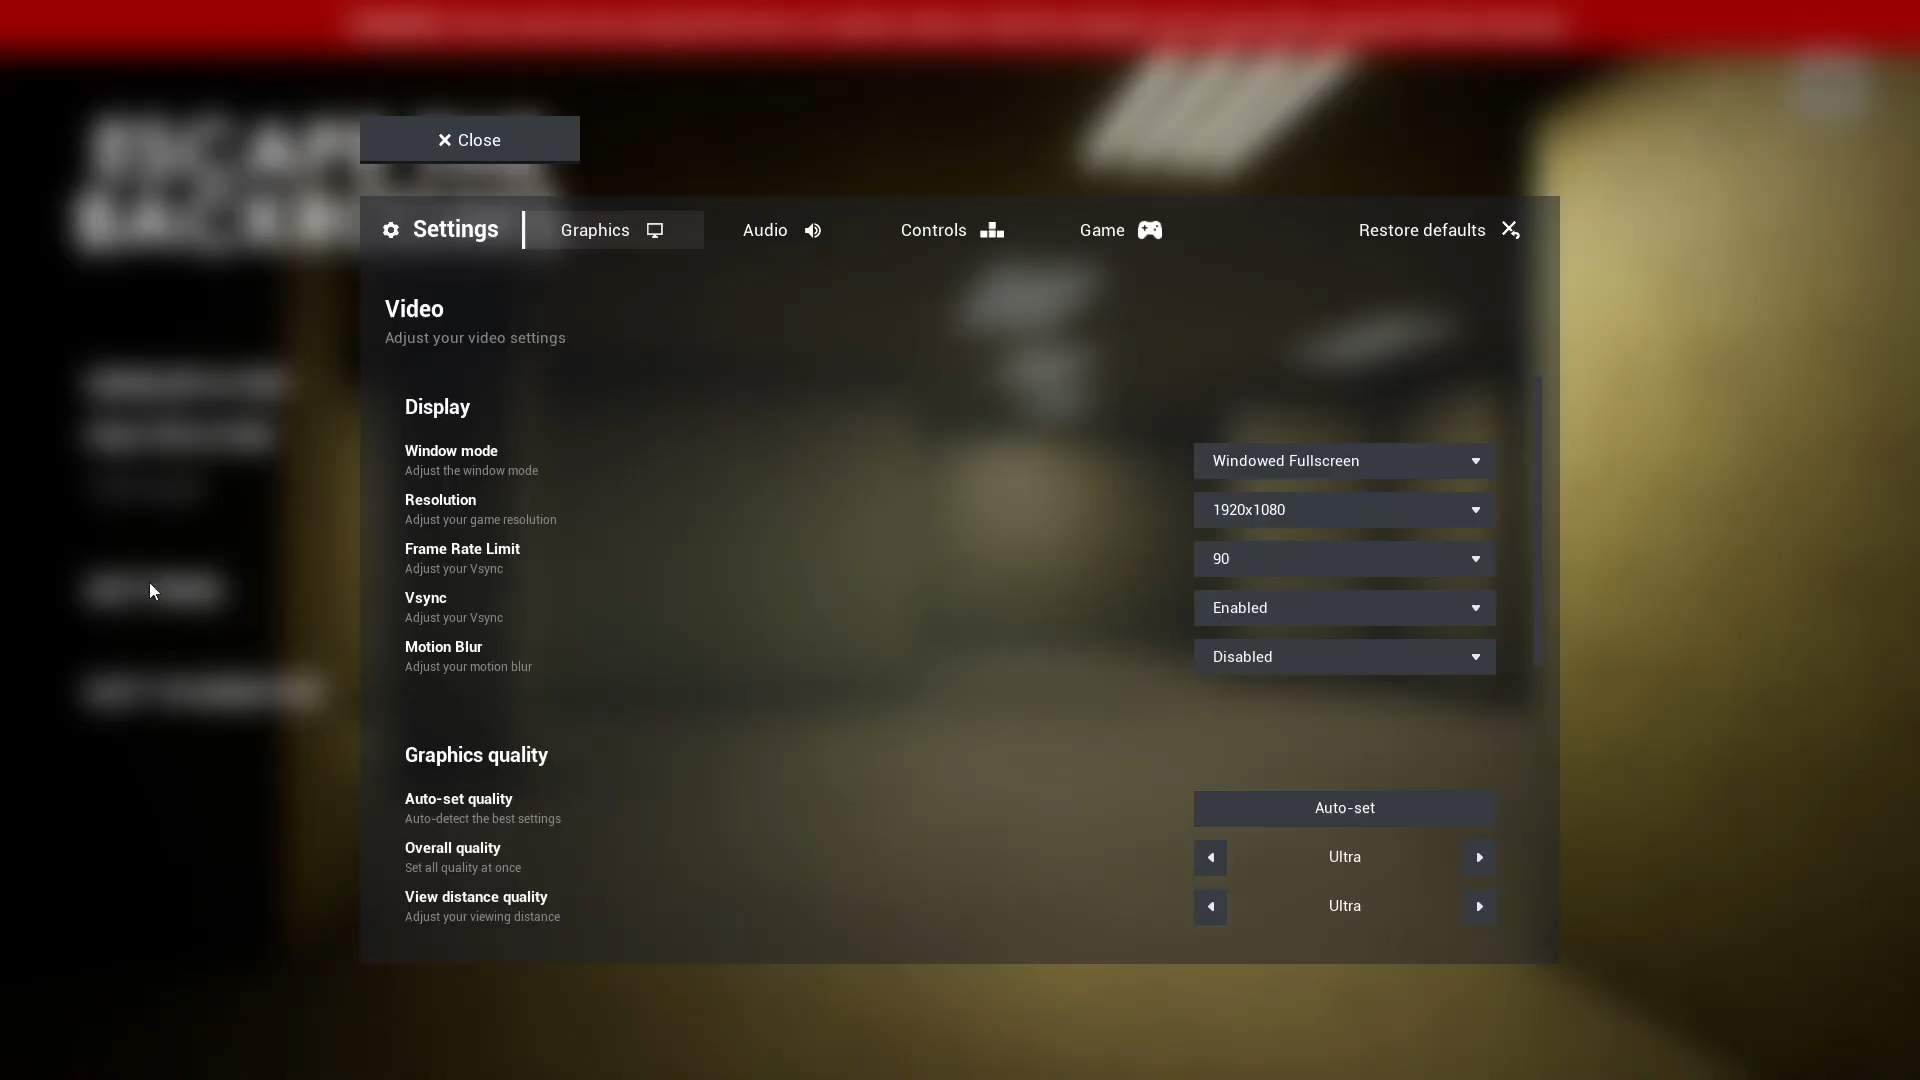 Close
Settings
Graphics
Audio
Controls
Game
Restore defaults
Video
Adjust your video settings
Display
Window mode
Adjust the window mode
Windowed Fullscreen
Resolution
Adjust your game resolution
1920x1080
Frame Rate Limit
Adjust your Vsync
90
Vsync
Adjust your Vsync
Enabled
Motion Blur
Adjust your motion blur
Disabled
Graphics quality
Auto-set quality
Auto-detect the best settings
Auto-set
Overall quality
Set all quality at once
Ultra
View distance quality
Adjust your viewing distance
Ultra